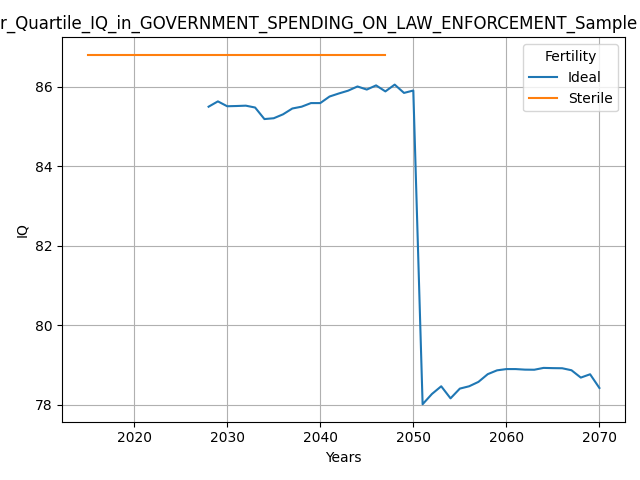 r_Quartile_IQ_in_GOVERNMENT_SPENDING_ON_LAW_ENFORCEMENT_Sample
Fertility
Ideal
Sterile
86
84
82
80
78
IQ
2020 2030 2040 2050 2060 2070
Years